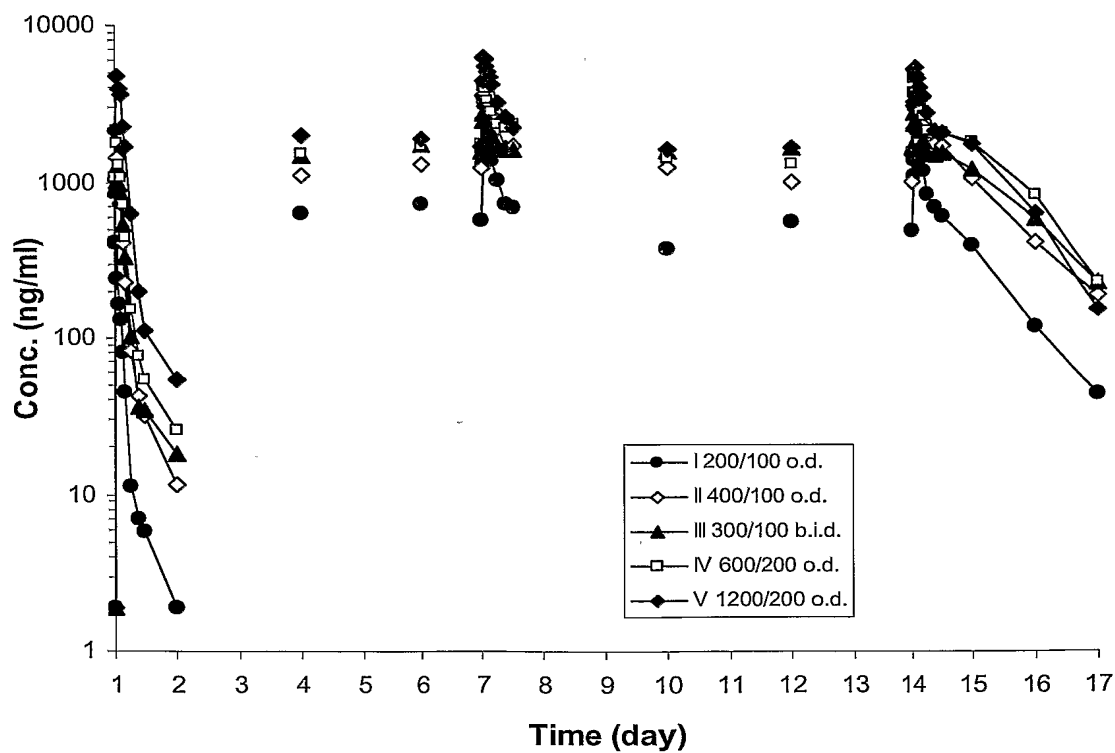 10000
1000
100
10
1
Conc. (ng/ml)
I 200/100 o.d.
II 400/100 o.d.
III 300/100 b.i.d.
IV 600/200 o.d.
V 1200/200 o.d.
1 2 3 4 5 6 7 8 9 10 11 12 13 14 15 16 17
Time (day)